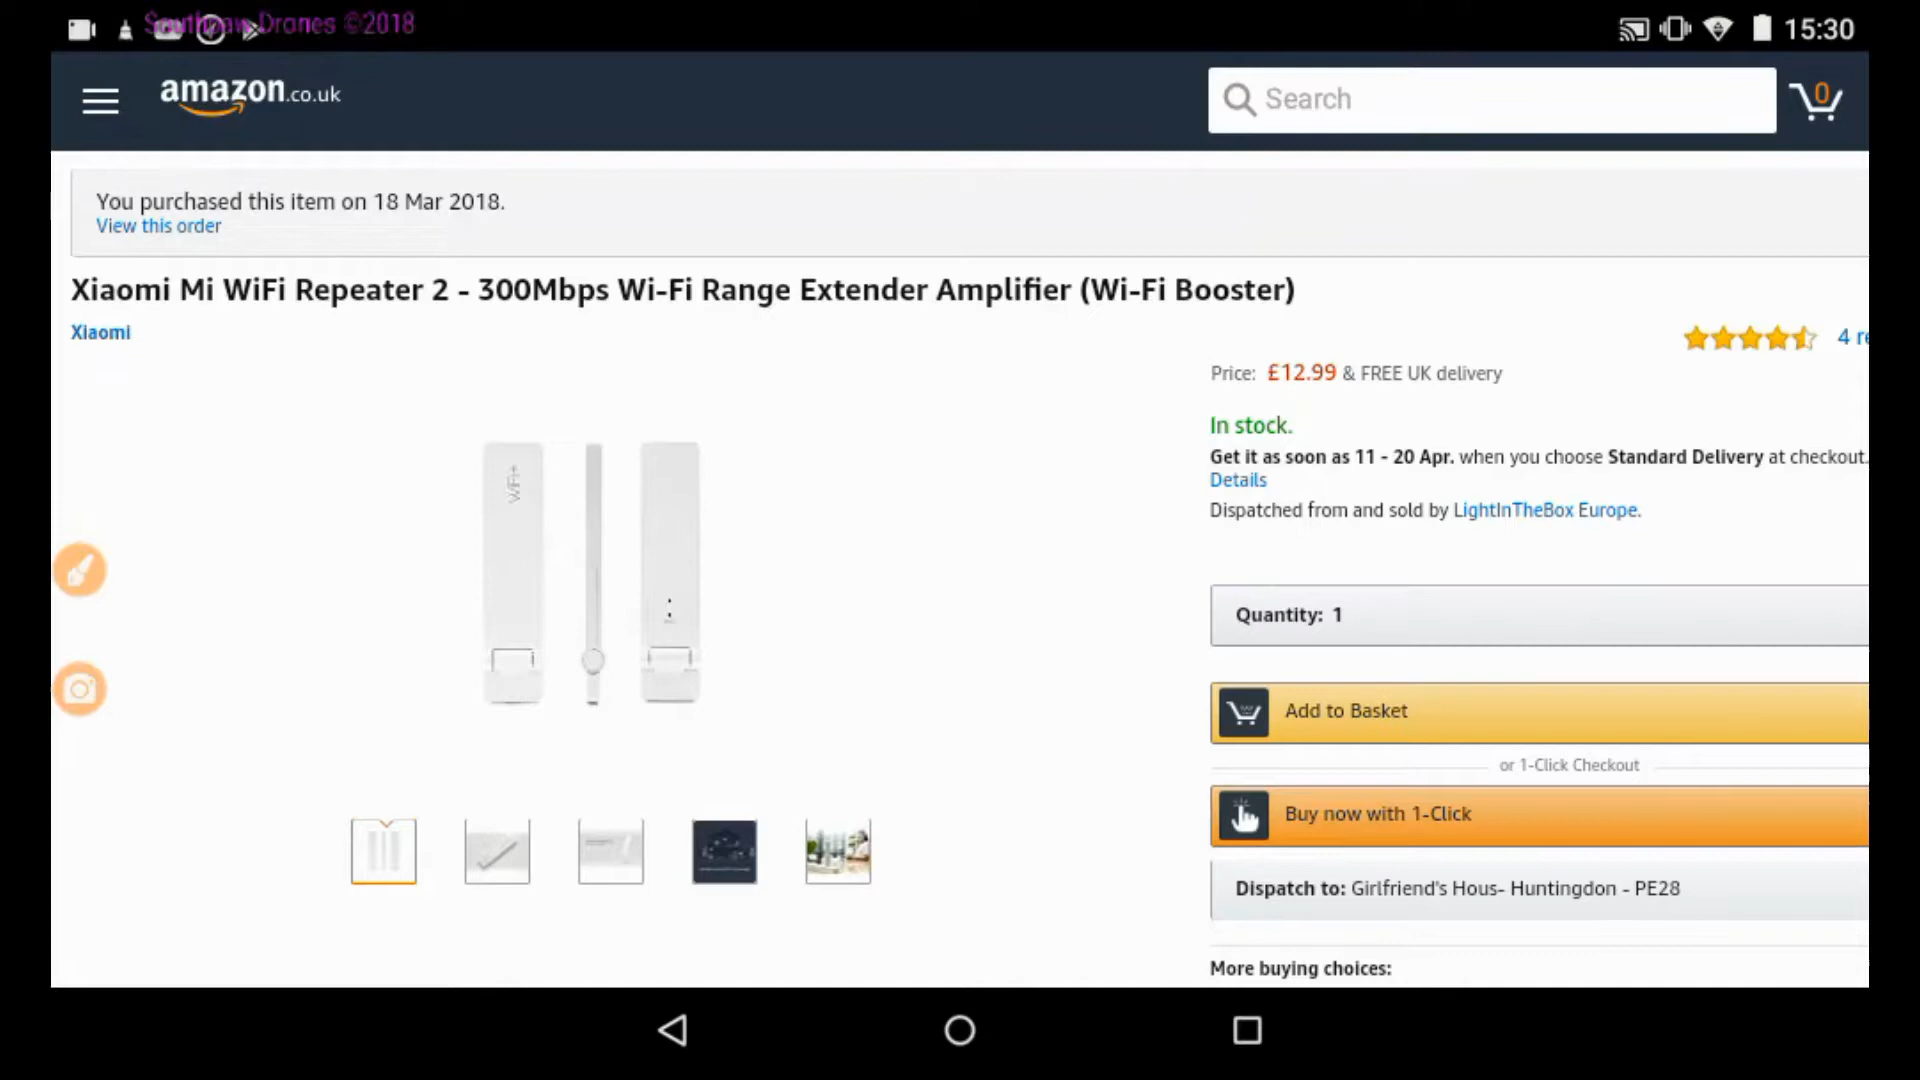 Southpaw Drones ©2018
15:30
amazon.co.uk
Search
0
You purchased this item on 18 Mar 2018.
View this order
Xiaomi Mi WiFi Repeater 2 - 300Mbps Wi-Fi Range Extender Amplifier (Wi-Fi Booster)
Xiaomi
4 re
Price: £12.99 & FREE UK delivery
In stock.
Get it as soon as 11 - 20 Apr. when you choose Standard Delivery at checkout.
Details
Dispatched from and sold by LightInTheBox Europe.
WiFi+
Quantity: 1
Add to Basket
or 1-Click Checkout
Buy now with 1-Click
Dispatch to: Girlfriend's Hous- Huntingdon - PE28
More buying choices: